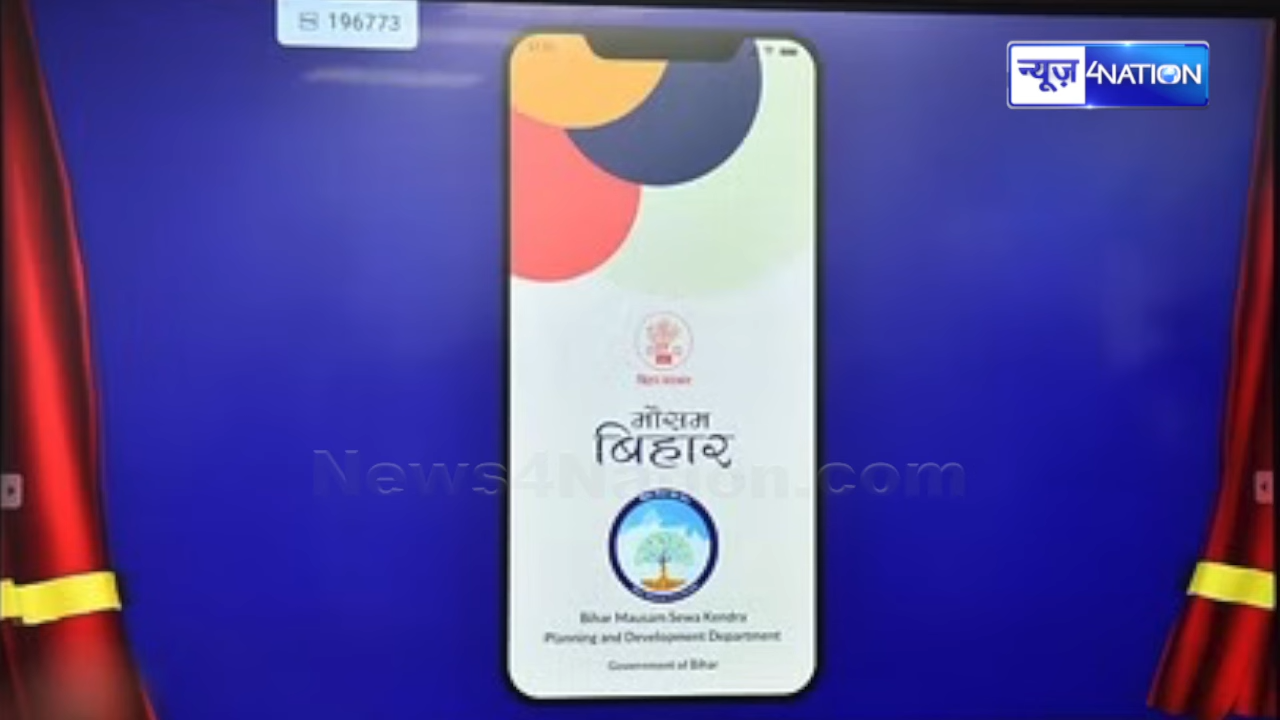 196773
न्यूज़ 4NATION
मौसम
बिहार
News4Nation.com
Bihar Mausam Sewa Kendra
Planning and Development Department
Government of Bihar